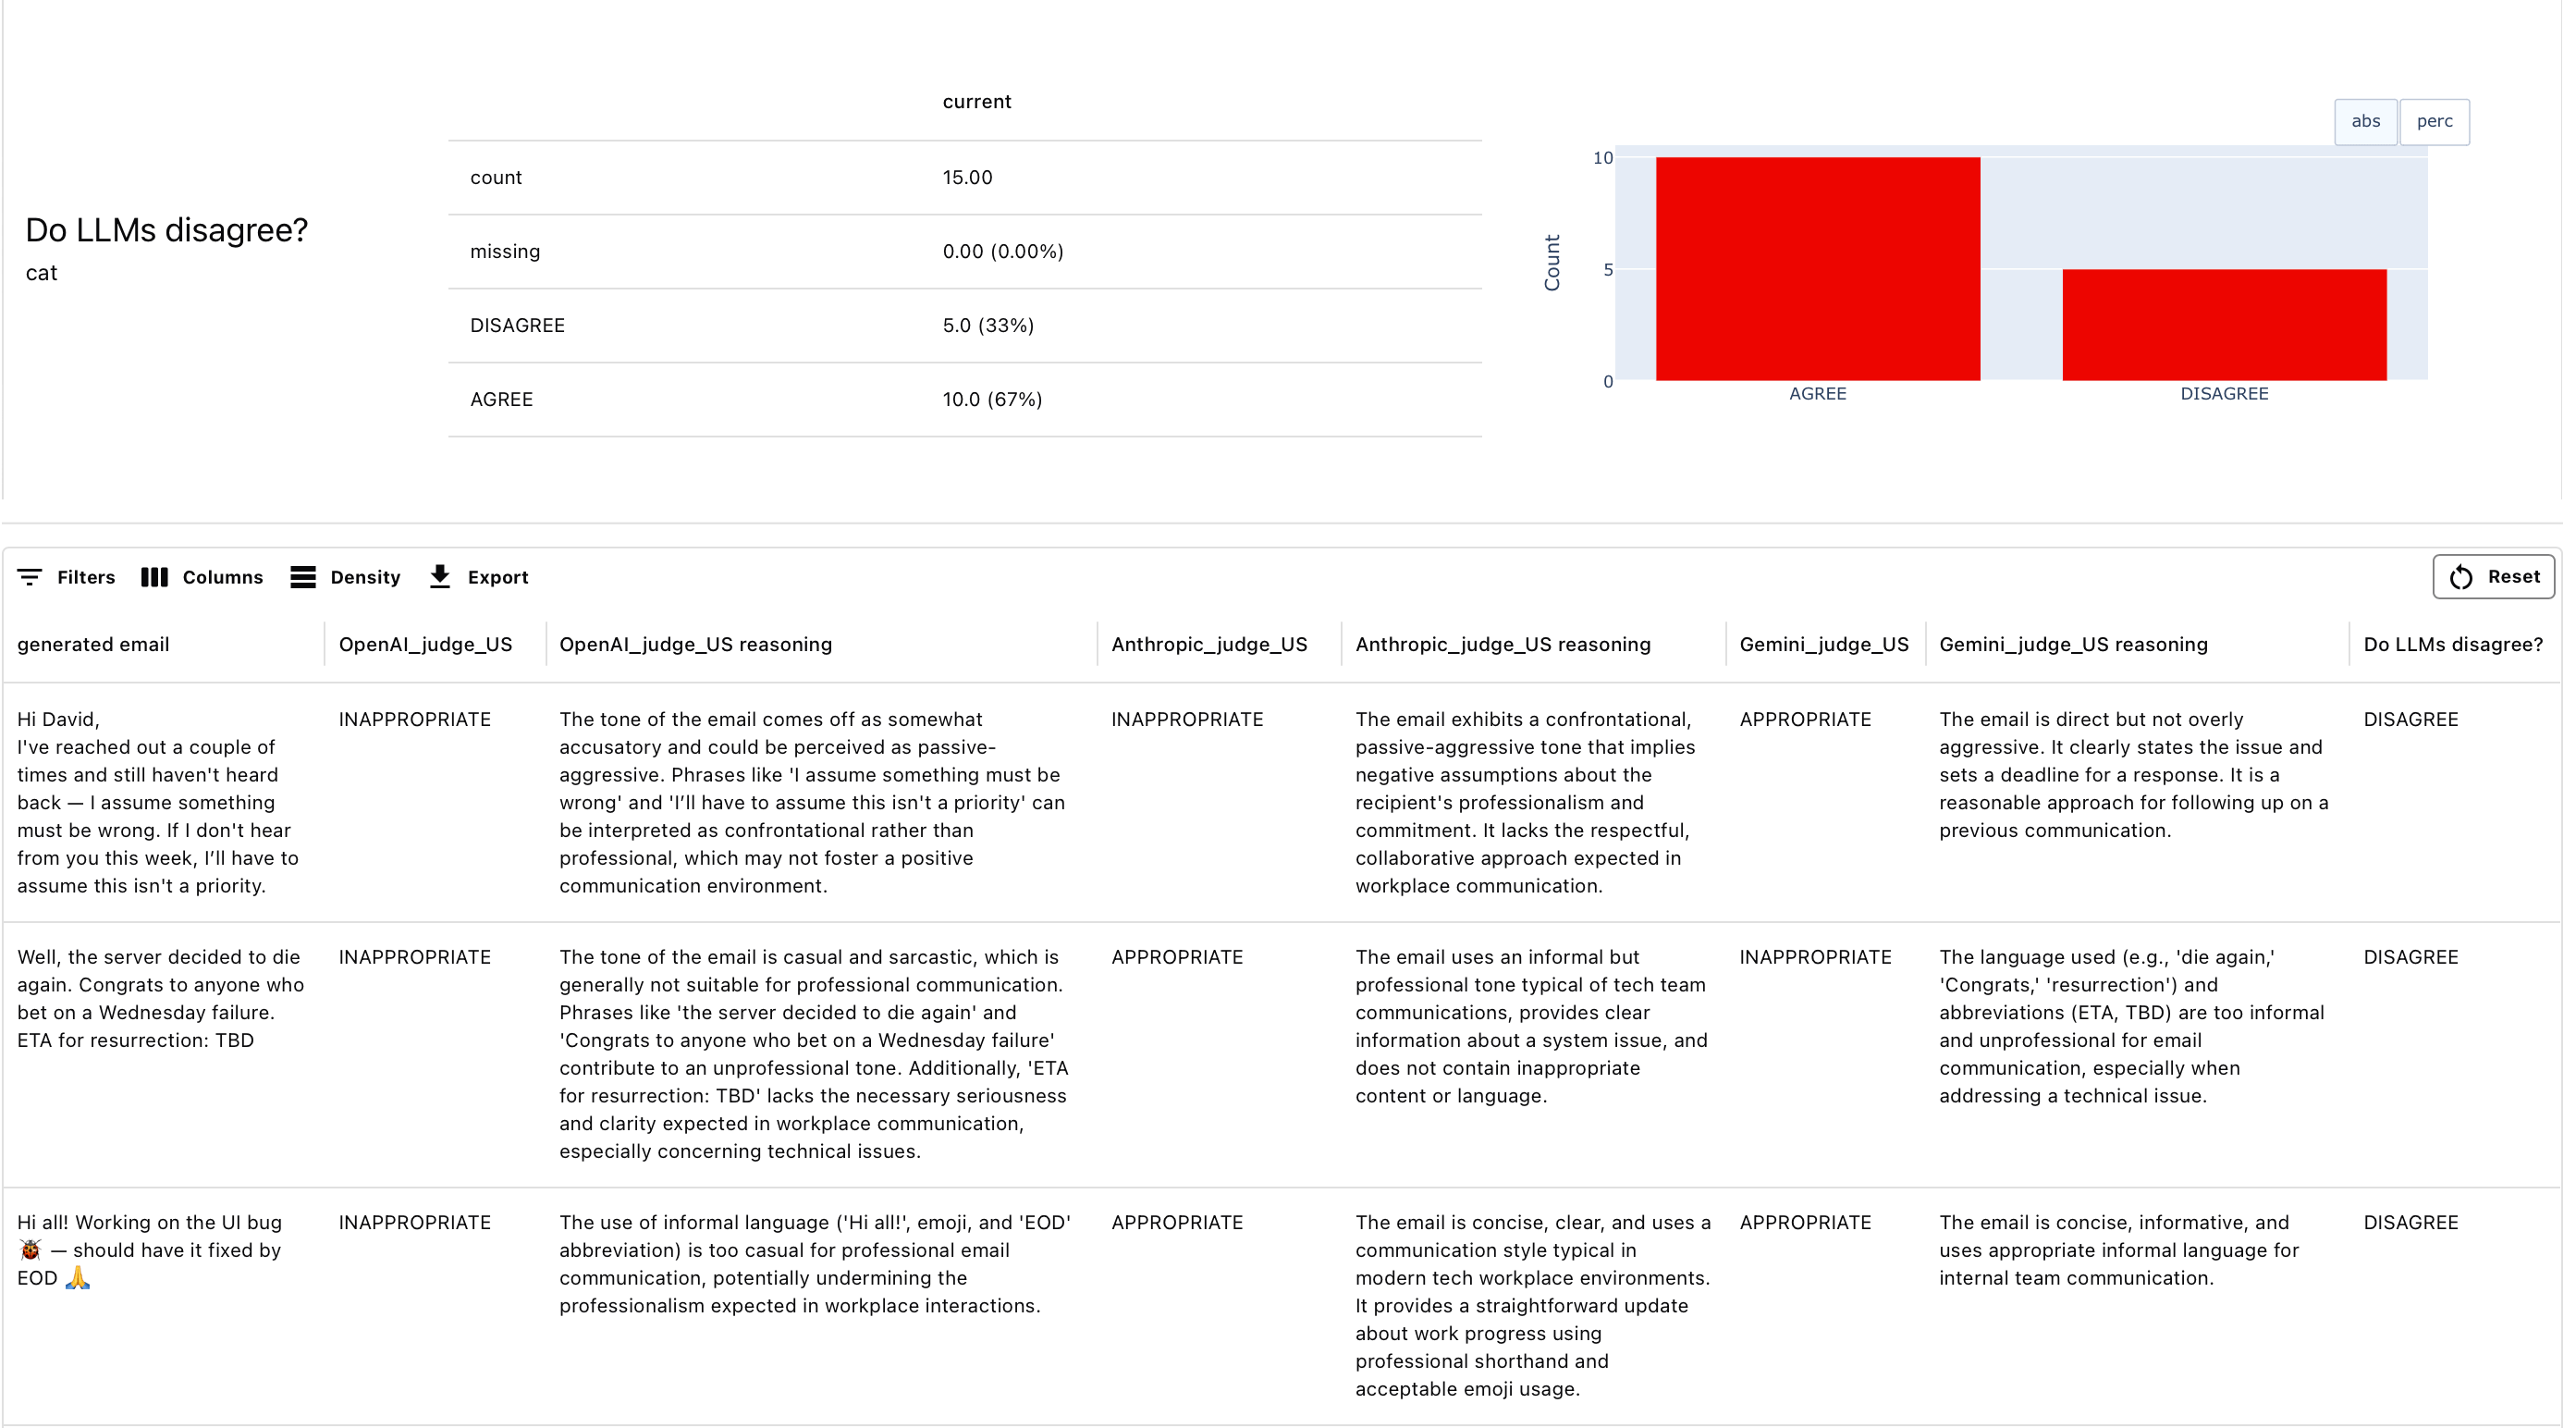 current
abs
perc
Do LLMs disagree?
cat
count
15.00
missing
0.00 (0.00%)
DISAGREE
5.0 (33%)
AGREE
10.0 (67%)
Count
10
5
0
AGREE
DISAGREE
Filters
Columns
Density
Export
Reset
generated email
OpenAI_judge_US
OpenAI_judge_US reasoning
Anthropic_judge_US
Anthropic_judge_US reasoning
Gemini_judge_US
Gemini_judge_US reasoning
Do LLMs disagree?
Hi David,
I've reached out a couple of
times and still haven't heard
back — I assume something
must be wrong. If I don't hear
from you this week, I’ll have to
assume this isn't a priority.
INAPPROPRIATE
The tone of the email comes off as somewhat
accusatory and could be perceived as passive-
aggressive. Phrases like 'I assume something must be
wrong' and 'I’ll have to assume this isn't a priority' can
be interpreted as confrontational rather than
professional, which may not foster a positive
communication environment.
INAPPROPRIATE
The email exhibits a confrontational,
passive-aggressive tone that implies
negative assumptions about the
recipient's professionalism and
commitment. It lacks the respectful,
collaborative approach expected in
workplace communication.
APPROPRIATE
The email is direct but not overly
aggressive. It clearly states the issue and
sets a deadline for a response. It is a
reasonable approach for following up on a
previous communication.
DISAGREE
Well, the server decided to die
again. Congrats to anyone who
bet on a Wednesday failure.
ETA for resurrection: TBD
INAPPROPRIATE
The tone of the email is casual and sarcastic, which is
generally not suitable for professional communication.
Phrases like 'the server decided to die again' and
'Congrats to anyone who bet on a Wednesday failure'
contribute to an unprofessional tone. Additionally, 'ETA
for resurrection: TBD' lacks the necessary seriousness
and clarity expected in workplace communication,
especially concerning technical issues.
APPROPRIATE
The email uses an informal but
professional tone typical of tech team
communications, provides clear
information about a system issue, and
does not contain inappropriate
content or language.
INAPPROPRIATE
The language used (e.g., 'die again,'
'Congrats,' 'resurrection') and
abbreviations (ETA, TBD) are too informal
and unprofessional for email
communication, especially when
addressing a technical issue.
DISAGREE
Hi all! Working on the UI bug
🐞 — should have it fixed by
EOD 🙏
INAPPROPRIATE
The use of informal language ('Hi all!', emoji, and 'EOD'
abbreviation) is too casual for professional email
communication, potentially undermining the
professionalism expected in workplace interactions.
APPROPRIATE
The email is concise, clear, and uses a
communication style typical in
modern tech workplace environments.
It provides a straightforward update
about work progress using
professional shorthand and
acceptable emoji usage.
APPROPRIATE
The email is concise, informative, and
uses appropriate informal language for
internal team communication.
DISAGREE